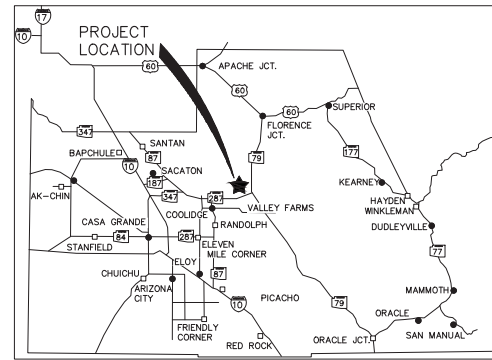 17
10
PROJECT
LOCATION
60
APACHE JCT.
60
60
SUPERIOR
FLORENCE
JCT.
347
SANTAN
87
79
BAPCHULE
10
177
SACATON
187
KEARNEY
AK-CHIN
347
287
HAYDEN
WINKLEMAN
VALLEY FARMS
CASA GRANDE
COOLIDGE
RANDOLPH
DUDLEYVILLE
84
287
ELEVEN
MILE CORNER
STANFIELD
77
ELOY
CHUICHU
87
ARIZONA
CITY
MAMMOTH
10
PICACHO
79
ORACLE
FRIENDLY
CORNER
SAN MANUAL
RED ROCK
ORACLE JCT.